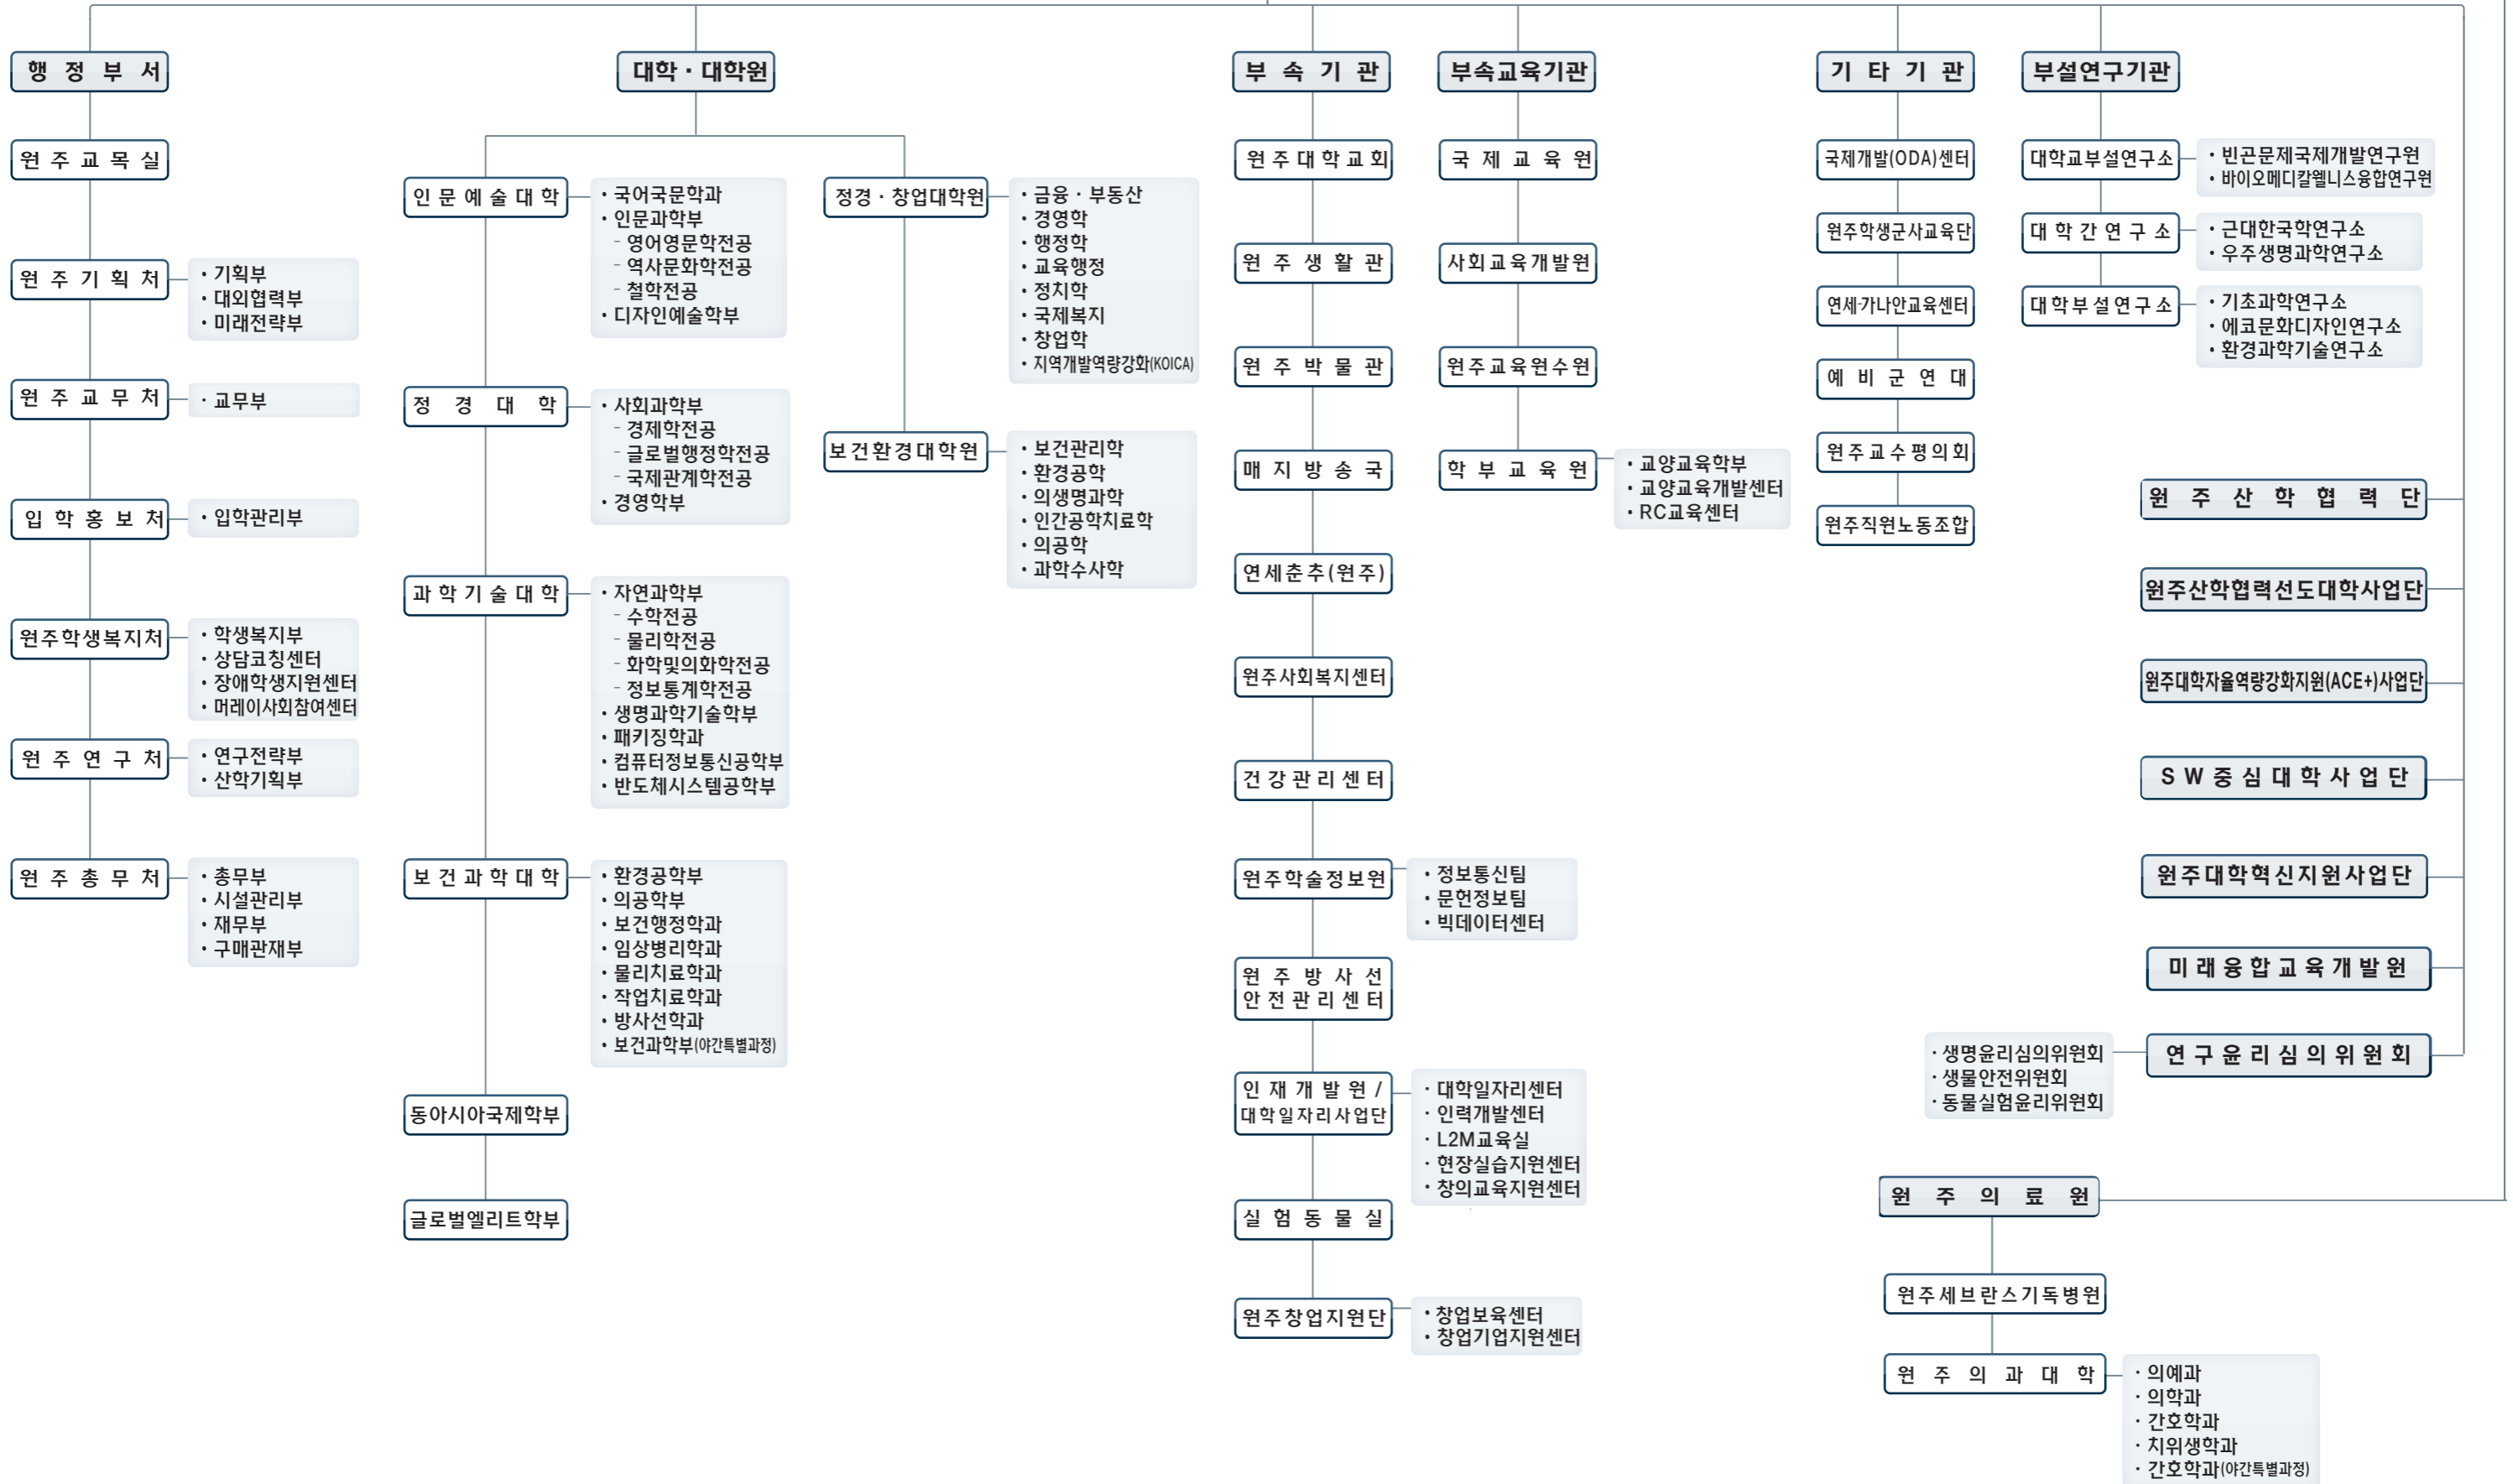 행정부서
원주교목실
원주기획처
· 기획부
· 대외협력부
· 미래전략부
원주교무처
· 교무부
입학홍보처
· 입학관리부
원주학생복지처
· 학생복지부
· 상담코칭센터
· 장애학생지원센터
· 머레이사회참여센터
원주연구처
· 연구전략부
· 산학기획부
원주총무처
· 총무부
· 시설관리부
· 재무부
· 구매관재부
대학 · 대학원
인문예술대학
· 국어국문학과
· 인문과학부
- 영어영문학전공
- 역사문화학전공
- 철학전공
· 디자인예술학부
정경대학
· 사회과학부
- 경제학전공
- 글로벌행정학전공
- 국제관계학전공
· 경영학부
과학기술대학
· 자연과학부
- 수학전공
- 물리학전공
- 화학및의화학전공
- 정보통계학전공
· 생명과학기술학부
· 패키징학과
· 컴퓨터정보통신공학부
· 반도체시스템공학부
보건과학대학
· 환경공학부
· 의공학부
· 보건행정학과
· 임상병리학과
· 물리치료학과
· 작업치료학과
· 방사선학과
· 보건과학부(야간특별과정)
동아시아국제학부
글로벌엘리트학부
정경 · 창업대학원
· 금융 · 부동산
· 경영학
· 행정학
· 교육행정
· 정치학
· 국제복지
· 창업학
· 지역개발역량강화(KOICA)
보건환경대학원
· 보건관리학
· 환경공학
· 의생명과학
· 인간공학치료학
· 의공학
· 과학수사학
부속기관
원주대학교회
원주생활관
원주박물관
매지방송국
연세춘추(원주)
원주사회복지센터
건강관리센터
원주학술정보원
· 정보통신팀
· 문헌정보팀
· 빅데이터센터
원주방사선
안전관리센터
인재개발원/
대학일자리사업단
· 대학일자리센터
· 인력개발센터
· L2M교육실
· 현장실습지원센터
· 창의교육지원센터
실험동물실
원주창업지원단
· 창업보육센터
· 창업기업지원센터
부속교육기관
국제교육원
사회교육개발원
원주교육원수원
학부교육원
· 교양교육학부
· 교양교육개발센터
· RC교육센터
기타기관
국제개발(ODA)센터
원주학생군사교육단
연세·가나안교육센터
예비군연대
원주교수평의회
원주직원노동조합
부설연구기관
대학교부설연구소
· 빈곤문제국제개발연구원
· 바이오메디칼웰니스융합연구원
대학간연구소
· 근대한국학연구소
· 우주생명과학연구소
대학부설연구소
· 기초과학연구소
· 에코문화디자인연구소
· 환경과학기술연구소
원주산학협력단
원주산학협력선도대학사업단
원주대학자율역량강화지원(ACE+)사업단
SW중심대학사업단
원주대학혁신지원사업단
미래융합교육개발원
연구윤리심의위원회
· 생명윤리심의위원회
· 생물안전위원회
· 동물실험윤리위원회
원주의료원
원주세브란스기독병원
원주의과대학
· 의예과
· 의학과
· 간호학과
· 치위생학과
· 간호학과(야간특별과정)